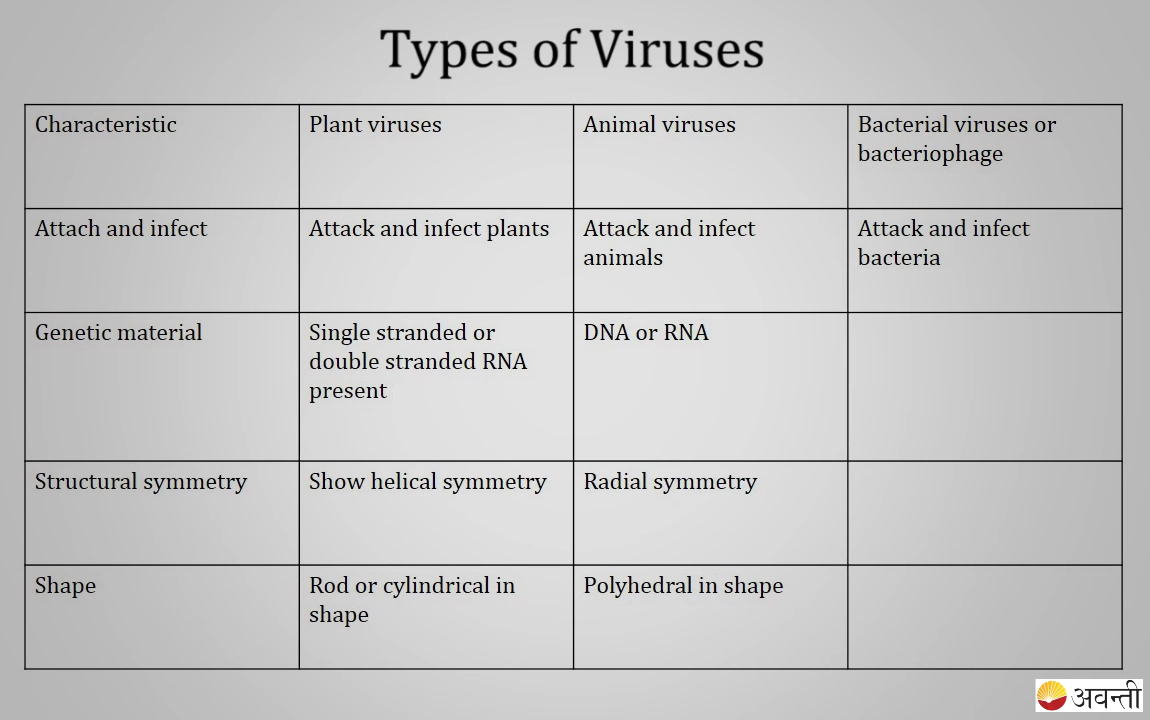 Types of Viruses
Characteristic
Plant viruses
Animal viruses
Bacterial viruses or
bacteriophage
Attach and infect
Attack and infect plants
Attack and infect
animals
Attack and infect
bacteria
Genetic material
Single stranded or
double stranded RNA
present
DNA or RNA
Structural symmetry
Show helical symmetry
Radial symmetry
Shape
Rod or cylindrical in
shape
Polyhedral in shape
अवन्ती